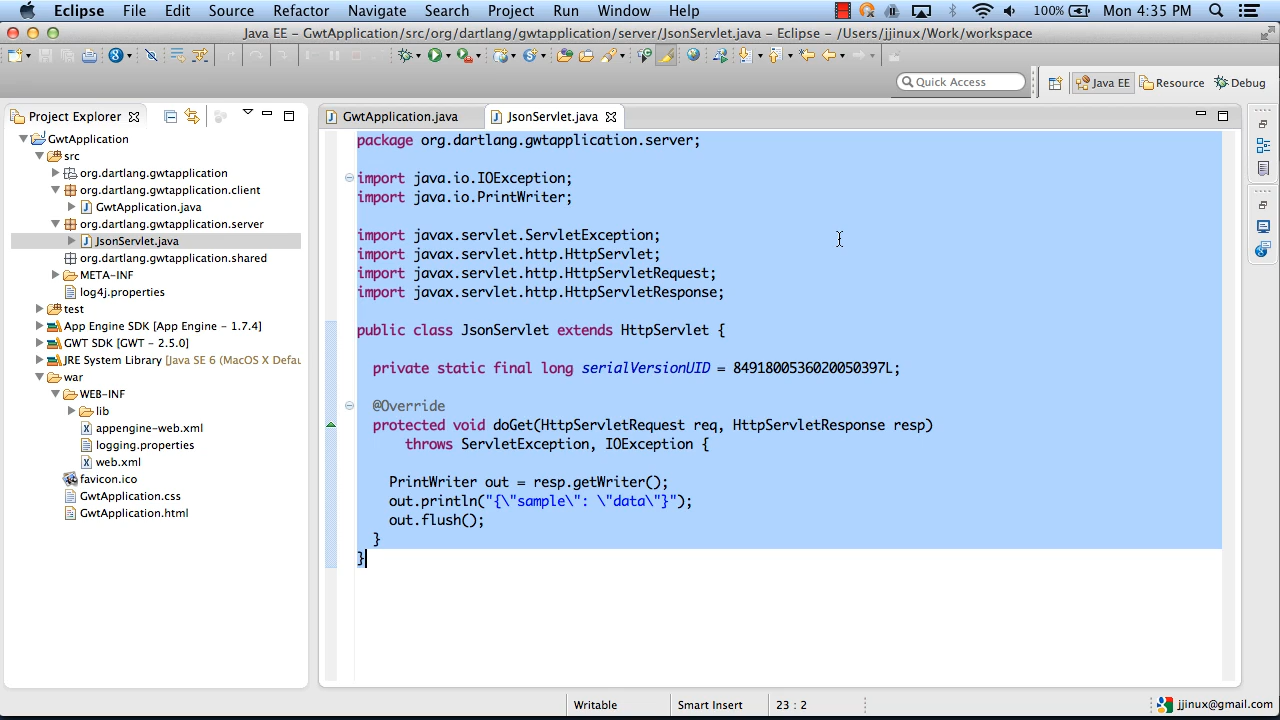 Eclipse File Edit Source Refactor Navigate Search Project Run Window Help 100% Mon 4:35 PM
Java EE - GwtApplication/src/org/dartlang/gwtapplication/server/JsonServlet.java - Eclipse - /Users/jjinux/Work/workspace
Quick Access Java EE Resource Debug
Project Explorer
GwtApplication
src
org.dartlang.gwtapplication
org.dartlang.gwtapplication.client
GwtApplication.java
org.dartlang.gwtapplication.server
JsonServlet.java
org.dartlang.gwtapplication.shared
META-INF
log4j.properties
test
App Engine SDK [App Engine - 1.7.4]
GWT SDK [GWT - 2.5.0]
JRE System Library [Java SE 6 (MacOS X Defau
war
WEB-INF
lib
appengine-web.xml
logging.properties
web.xml
favicon.ico
GwtApplication.css
GwtApplication.html
GwtApplication.java JsonServlet.java
package org.dartlang.gwtapplication.server;
import java.io.IOException;
import java.io.PrintWriter;
import javax.servlet.ServletException;
import javax.servlet.http.HttpServlet;
import javax.servlet.http.HttpServletRequest;
import javax.servlet.http.HttpServletResponse;
public class JsonServlet extends HttpServlet {
private static final long serialVersionUID = 8491800536020050397L;
@Override
protected void doGet(HttpServletRequest req, HttpServletResponse resp)
throws ServletException, IOException {
PrintWriter out = resp.getWriter();
out.println("{\"sample\": \"data\"}");
out.flush();
}
}
Writable Smart Insert 23 : 2 jjinux@gmail.com